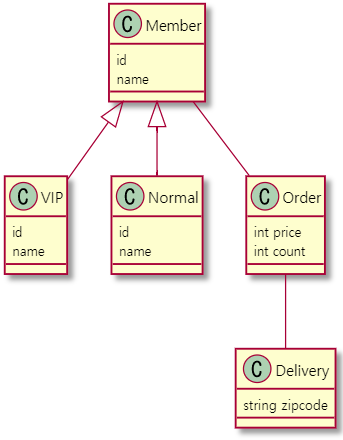 C Member
id
name
C VIP
id
name
C Normal
id
name
C Order
int price
int count
C Delivery
string zipcode